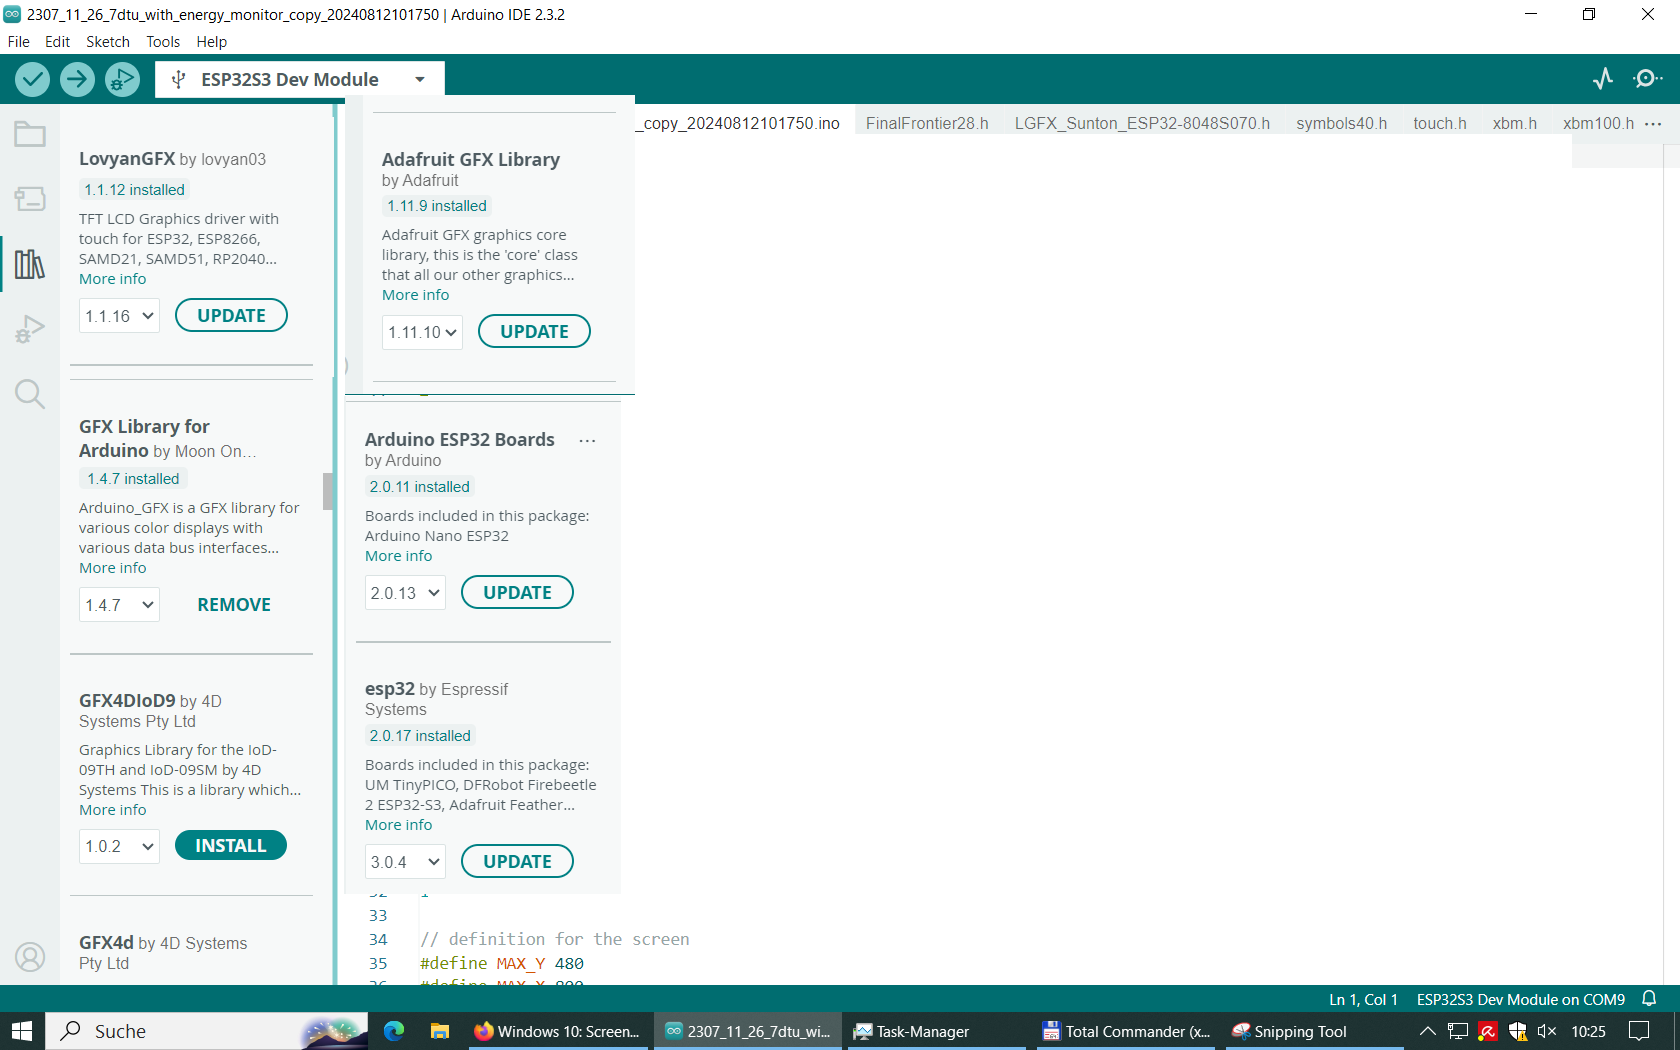 2307_11_26_7dtu_with_energy_monitor_copy_20240812101750 | Arduino IDE 2.3.2
File Edit Sketch Tools Help
ESP32S3 Dev Module
_copy_20240812101750.ino FinalFrontier28.h LGFX_Sunton_ESP32-8048S070.h symbols40.h touch.h xbm.h xbm100.h ...
LovyanGFX by lovyan03
1.1.12 installed
TFT LCD Graphics driver with
touch for ESP32, ESP8266,
SAMD21, SAMD51, RP2040...
More info
1.1.16 UPDATE
GFX Library for
Arduino by Moon On...
1.4.7 installed
Arduino_GFX is a GFX library for
various color displays with
various data bus interfaces...
More info
1.4.7 REMOVE
GFX4DIoD9 by 4D
Systems Pty Ltd
Graphics Library for the IoD-
09TH and IoD-09SM by 4D
Systems This is a library which...
More info
1.0.2 INSTALL
GFX4d by 4D Systems
Pty Ltd
Adafruit GFX Library
by Adafruit
1.11.9 installed
Adafruit GFX graphics core
library, this is the 'core' class
that all our other graphics...
More info
1.11.10 UPDATE
Arduino ESP32 Boards ...
by Arduino
2.0.11 installed
Boards included in this package:
Arduino Nano ESP32
More info
2.0.13 UPDATE
esp32 by Espressif
Systems
2.0.17 installed
Boards included in this package:
UM TinyPICO, DFRobot Firebeetle
2 ESP32-S3, Adafruit Feather...
More info
3.0.4 UPDATE
33
34 // definition for the screen
35 #define MAX_Y 480
36 #define MAX_X 800
Ln 1, Col 1 ESP32S3 Dev Module on COM9
Suche Windows 10: Screen... 2307_11_26_7dtu_wi... Task-Manager Total Commander (x... Snipping Tool 10:25